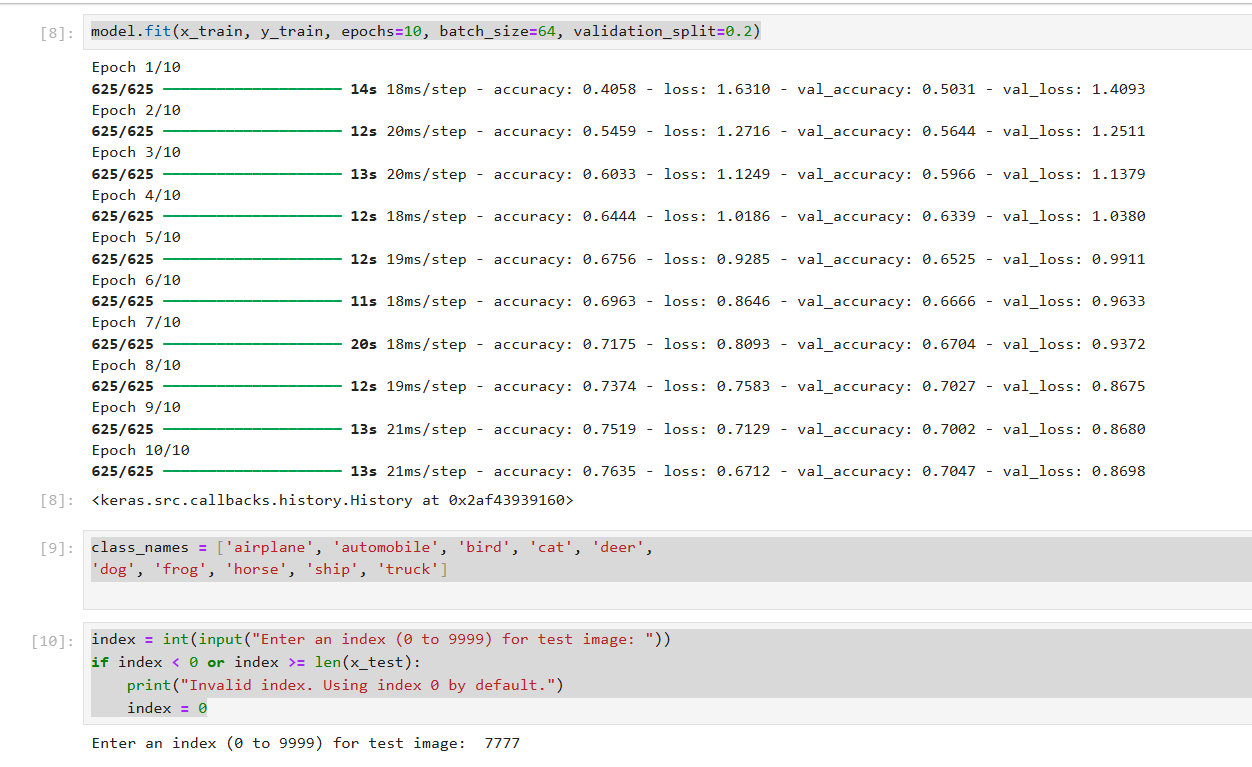 [8]: model.fit(x_train, y_train, epochs=10, batch_size=64, validation_split=0.2)
Epoch 1/10
625/625 ━━━━━━━━━━━━━━━━━━━━ 14s 18ms/step - accuracy: 0.4058 - loss: 1.6310 - val_accuracy: 0.5031 - val_loss: 1.4093
Epoch 2/10
625/625 ━━━━━━━━━━━━━━━━━━━━ 12s 20ms/step - accuracy: 0.5459 - loss: 1.2716 - val_accuracy: 0.5644 - val_loss: 1.2511
Epoch 3/10
625/625 ━━━━━━━━━━━━━━━━━━━━ 13s 20ms/step - accuracy: 0.6033 - loss: 1.1249 - val_accuracy: 0.5966 - val_loss: 1.1379
Epoch 4/10
625/625 ━━━━━━━━━━━━━━━━━━━━ 12s 18ms/step - accuracy: 0.6444 - loss: 1.0186 - val_accuracy: 0.6339 - val_loss: 1.0380
Epoch 5/10
625/625 ━━━━━━━━━━━━━━━━━━━━ 12s 19ms/step - accuracy: 0.6756 - loss: 0.9285 - val_accuracy: 0.6525 - val_loss: 0.9911
Epoch 6/10
625/625 ━━━━━━━━━━━━━━━━━━━━ 11s 18ms/step - accuracy: 0.6963 - loss: 0.8646 - val_accuracy: 0.6666 - val_loss: 0.9633
Epoch 7/10
625/625 ━━━━━━━━━━━━━━━━━━━━ 20s 18ms/step - accuracy: 0.7175 - loss: 0.8093 - val_accuracy: 0.6704 - val_loss: 0.9372
Epoch 8/10
625/625 ━━━━━━━━━━━━━━━━━━━━ 12s 19ms/step - accuracy: 0.7374 - loss: 0.7583 - val_accuracy: 0.7027 - val_loss: 0.8675
Epoch 9/10
625/625 ━━━━━━━━━━━━━━━━━━━━ 13s 21ms/step - accuracy: 0.7519 - loss: 0.7129 - val_accuracy: 0.7002 - val_loss: 0.8680
Epoch 10/10
625/625 ━━━━━━━━━━━━━━━━━━━━ 13s 21ms/step - accuracy: 0.7635 - loss: 0.6712 - val_accuracy: 0.7047 - val_loss: 0.8698
[8]: <keras.src.callbacks.history.History at 0x2af43939160>
[9]: class_names = ['airplane', 'automobile', 'bird', 'cat', 'deer',
'dog', 'frog', 'horse', 'ship', 'truck']
[10]: index = int(input("Enter an index (0 to 9999) for test image: "))
if index < 0 or index >= len(x_test):
    print("Invalid index. Using index 0 by default.")
    index = 0
Enter an index (0 to 9999) for test image:  7777